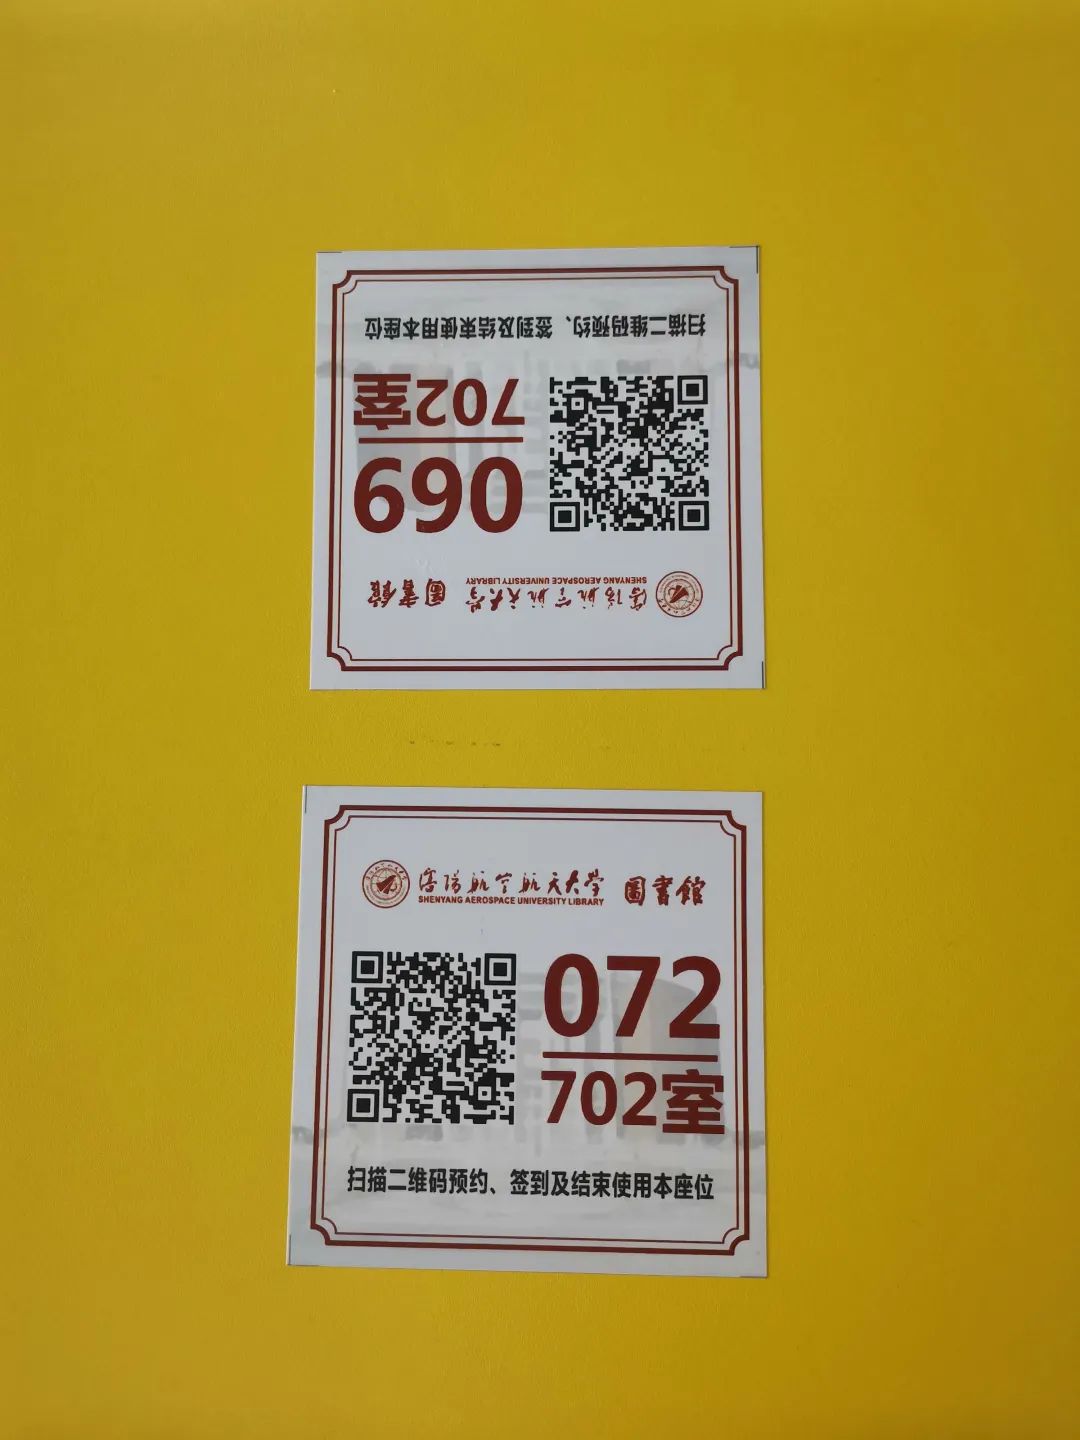 沈阳航空航天大学 圖書館
SHENYANG AEROSPACE UNIVERSITY LIBRARY
069
702室
扫描二维码预约、签到及结束使用本座位
沈阳航空航天大学 圖書館
SHENYANG AEROSPACE UNIVERSITY LIBRARY
072
702室
扫描二维码预约、签到及结束使用本座位